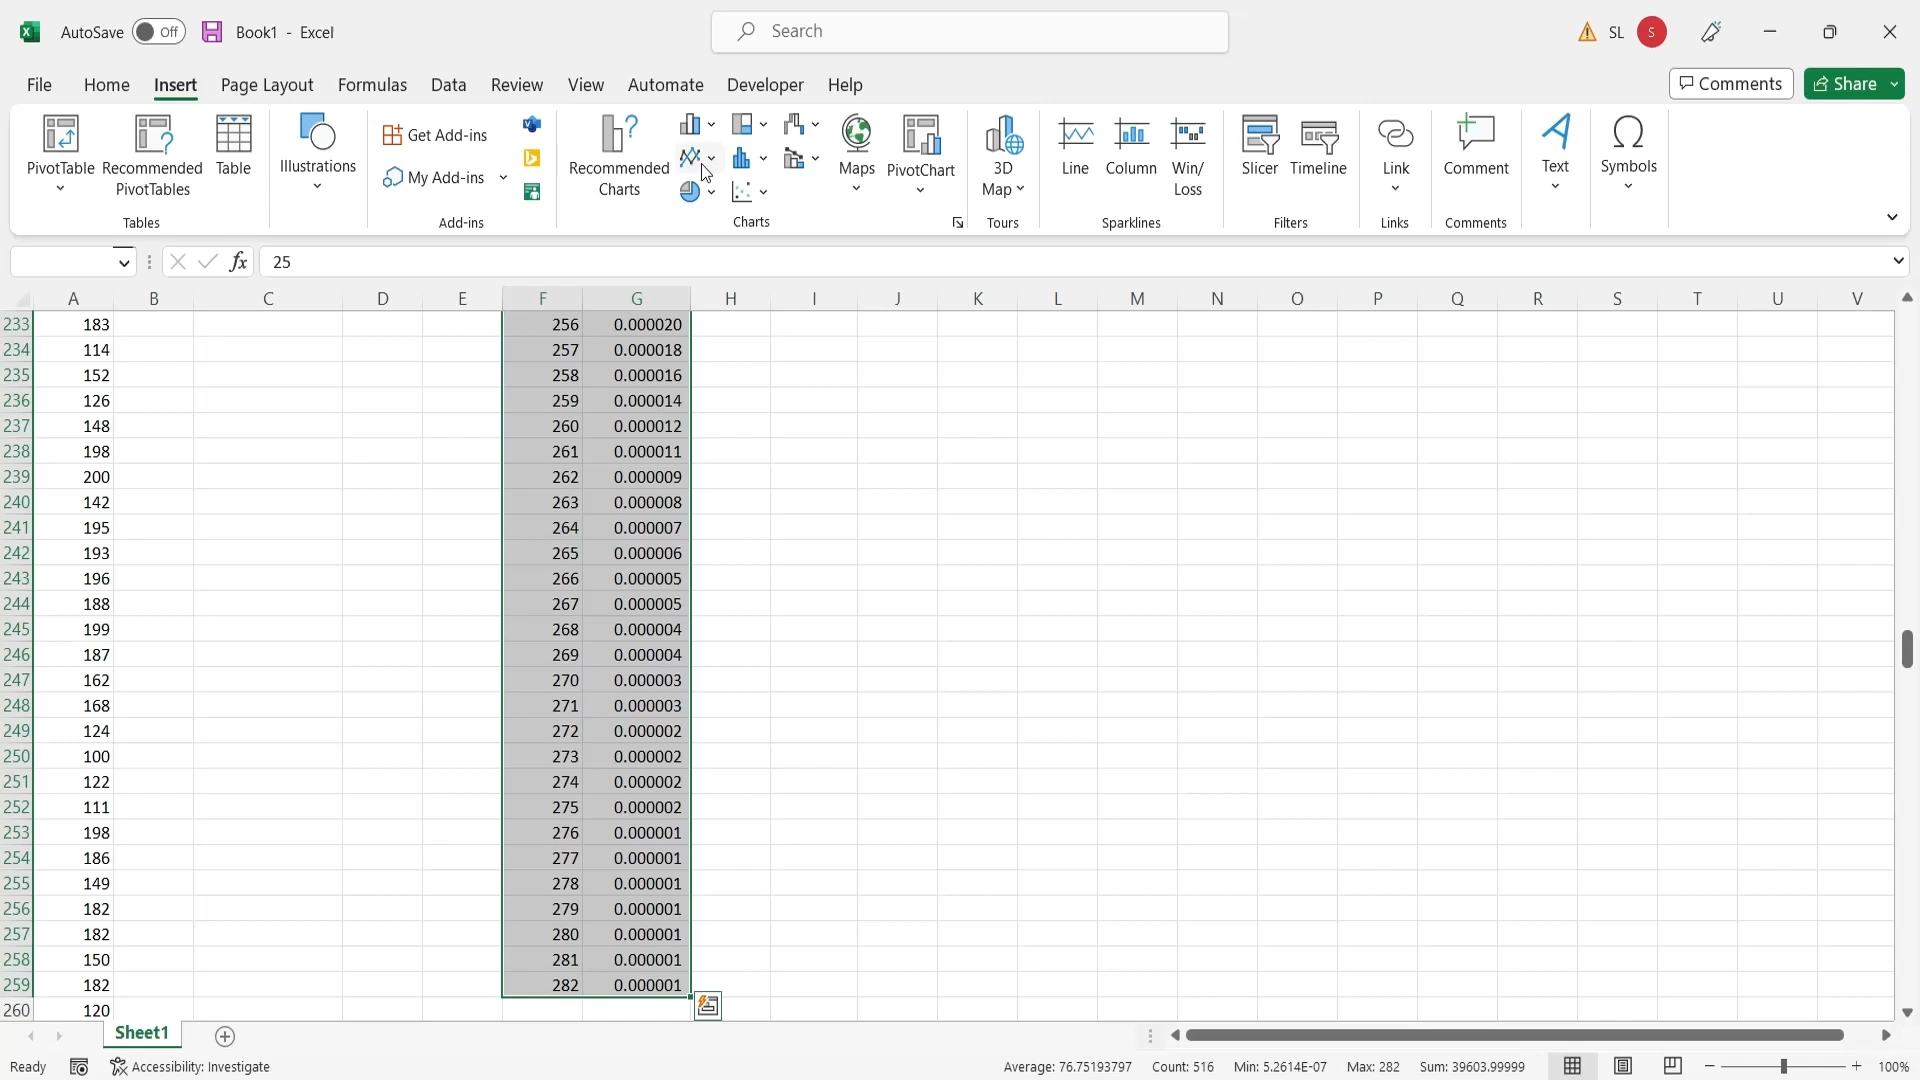 AutoSave Off Book1 - Excel Search SL S
File Home Insert Page Layout Formulas Data Review View Automate Developer Help Comments Share
PivotTable Recommended PivotTables Table Illustrations Get Add-ins My Add-ins Recommended Charts Maps PivotChart 3D Map Line Column Win/Loss Slicer Timeline Link Comment Text Symbols
Tables Add-ins Charts Tours Sparklines Filters Links Comments
fx 25
A B C D E F G H I J K L M N O P Q R S T U V
233 183 256 0.000020
234 114 257 0.000018
235 152 258 0.000016
236 126 259 0.000014
237 148 260 0.000012
238 198 261 0.000011
239 200 262 0.000009
240 142 263 0.000008
241 195 264 0.000007
242 193 265 0.000006
243 196 266 0.000005
244 188 267 0.000005
245 199 268 0.000004
246 187 269 0.000004
247 162 270 0.000003
248 168 271 0.000003
249 124 272 0.000002
250 100 273 0.000002
251 122 274 0.000002
252 111 275 0.000002
253 198 276 0.000001
254 186 277 0.000001
255 149 278 0.000001
256 182 279 0.000001
257 182 280 0.000001
258 150 281 0.000001
259 182 282 0.000001
260 120
Sheet1
Ready Accessibility: Investigate Average: 76.75193797 Count: 516 Min: 5.2614E-07 Max: 282 Sum: 39603.99999 100%